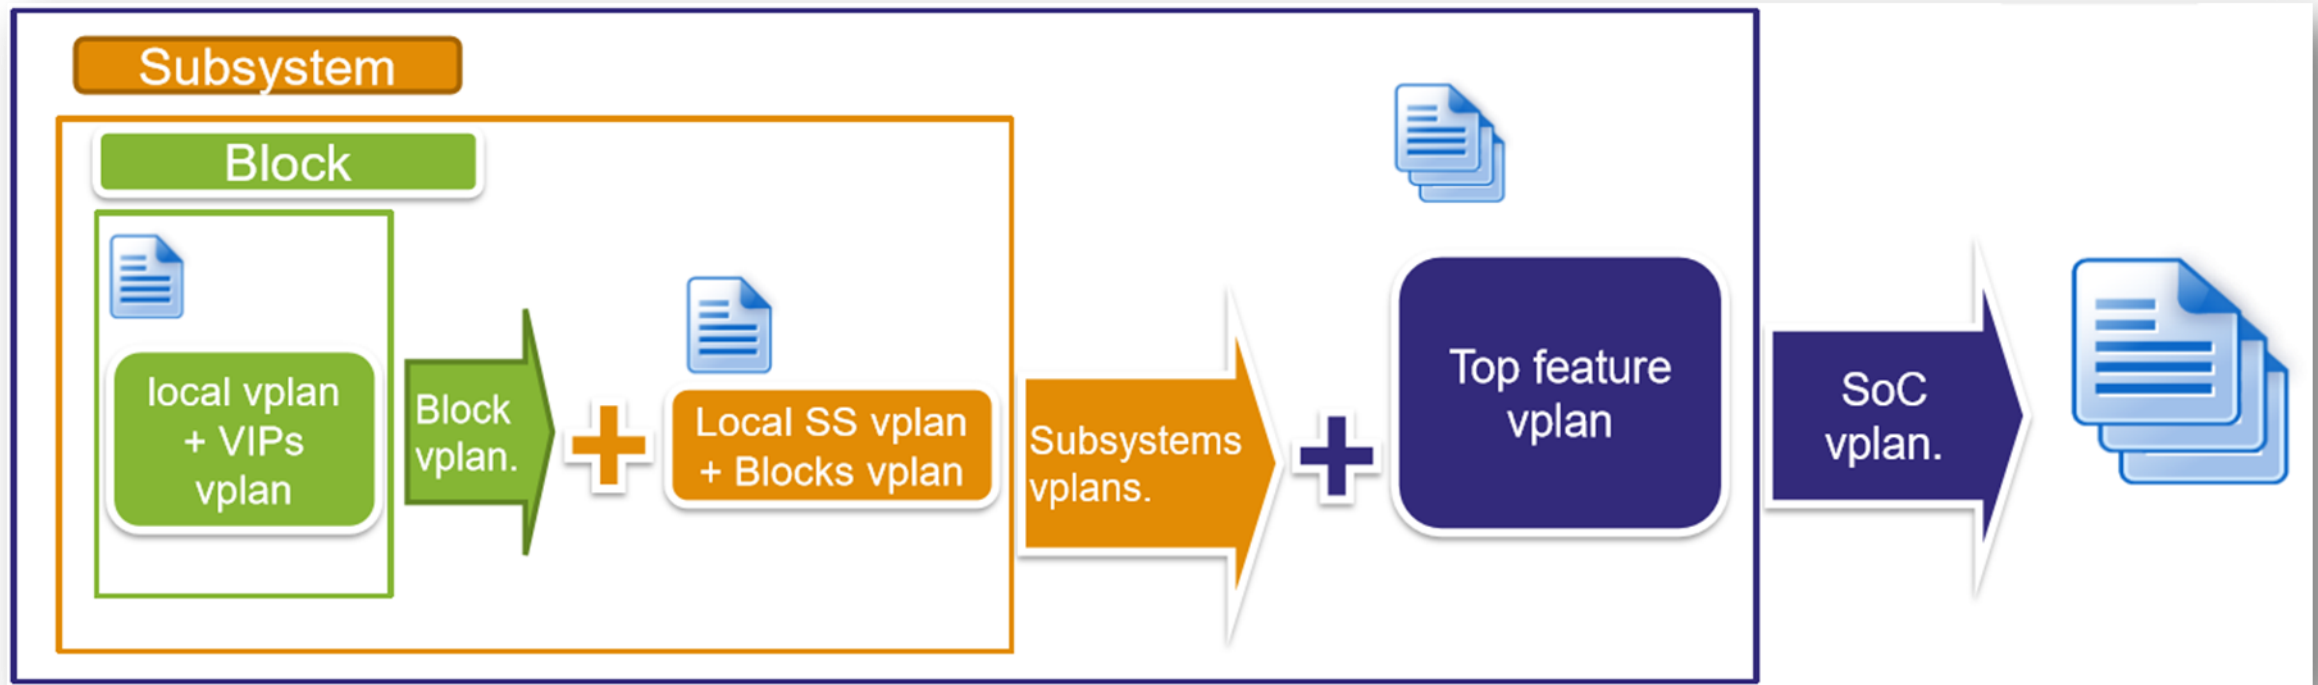 Subsystem
Block
local vplan
+ VIPs
vplan
Block
vplan.
Local SS vplan
+ Blocks vplan
Subsystems
vplans.
Top feature
vplan
SoC
vplan.